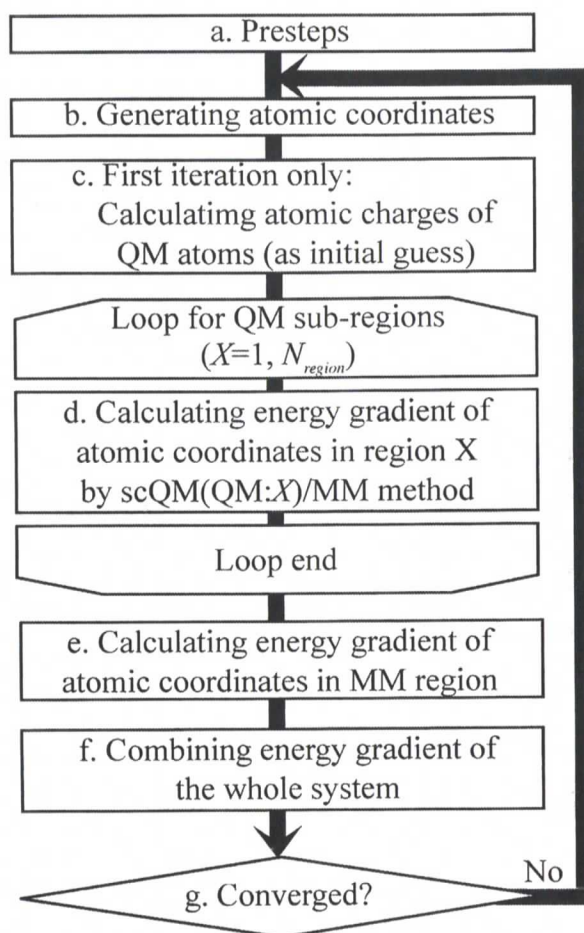 a. Presteps
b. Generating atomic coordinates
c. First iteration only:
Calculatimg atomic charges of
QM atoms (as initial guess)
Loop for QM sub-regions
(X=1, N_region)
d. Calculating energy gradient of
atomic coordinates in region X
by scQM(QM:X)/MM method
Loop end
e. Calculating energy gradient of
atomic coordinates in MM region
f. Combining energy gradient of
the whole system
g. Converged?
No